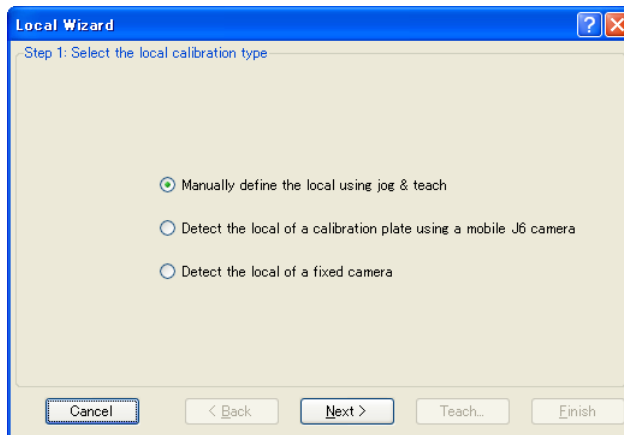 Local Wizard
?
X
Step 1: Select the local calibration type
Manually define the local using jog & teach
Detect the local of a calibration plate using a mobile J6 camera
Detect the local of a fixed camera
Cancel
< Back
Next >
Teach...
Finish